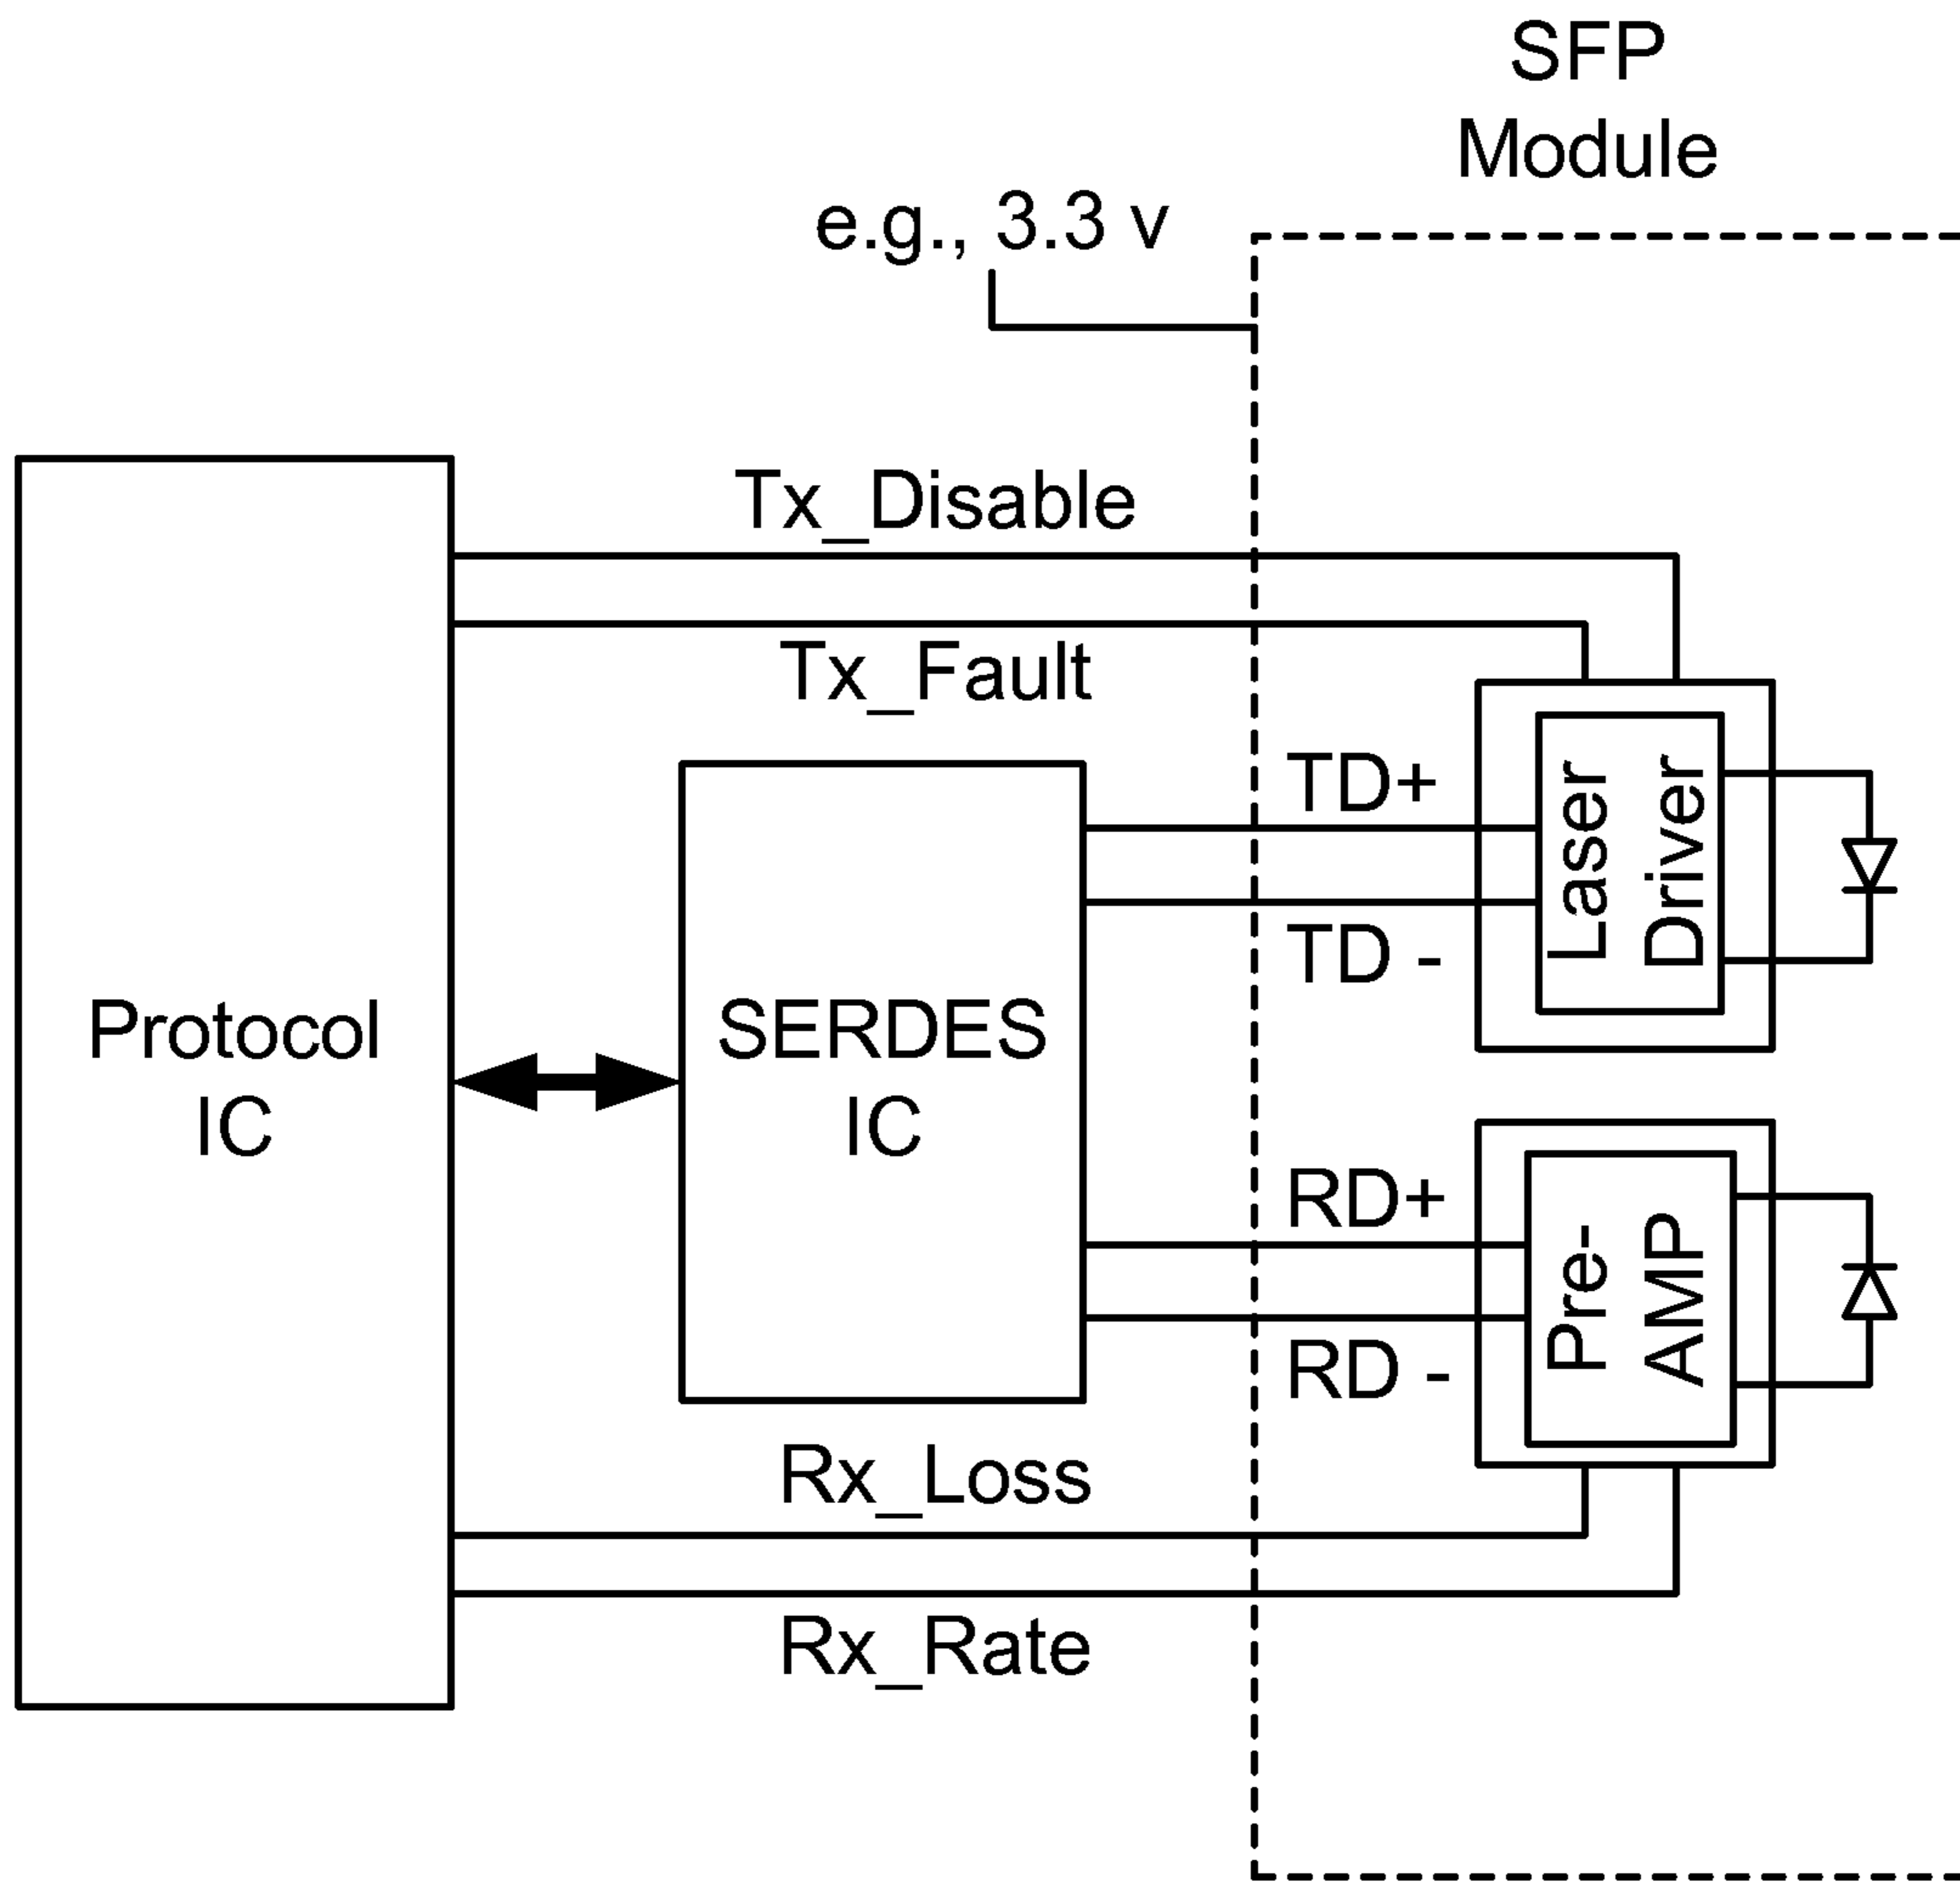 SFP
Module
e.g., 3.3 v
Tx_Disable
Tx_Fault
TD+
TD -
Laser
Driver
Protocol
IC
SERDES
IC
RD+
RD -
Pre-
AMP
Rx_Loss
Rx_Rate